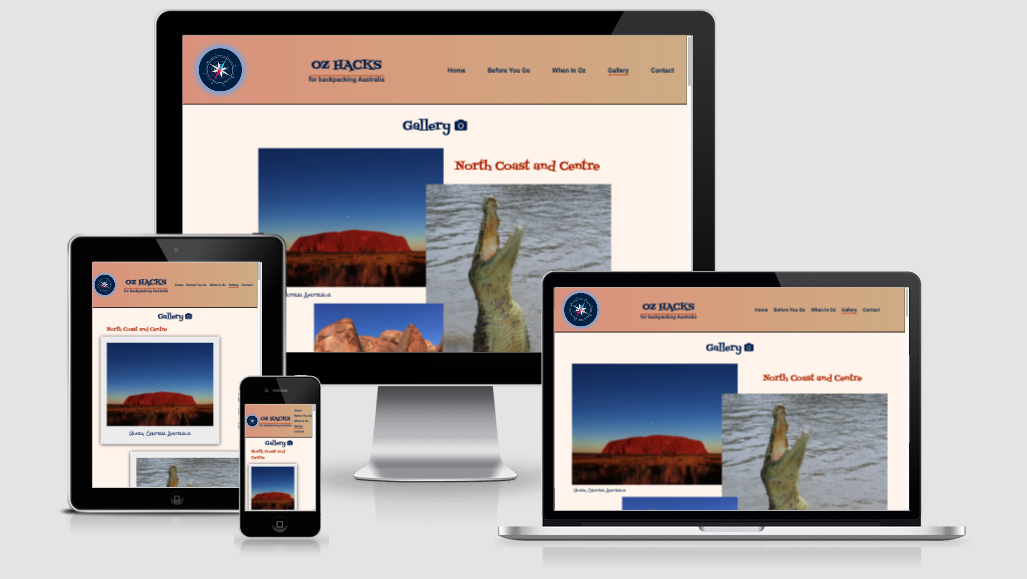 OZ HACKS
for backpacking Australia
Home Before You Go When in Oz Gallery Contact
Gallery
North Coast and Centre
Australia
OZ HACKS
for backpacking Australia
Home Before You Go When in Oz Gallery Contact
Gallery
North Coast and Centre
Uluru, Central Australia
OZ HACKS
for backpacking Australia
Home
Before You Go
When in Oz
Gallery
Contact
Gallery
North Coast and
Centre
OZ HACKS
for backpacking Australia
Home Before You Go When in Oz Gallery Contact
Gallery
North Coast and Centre
Uluru, Central Australia